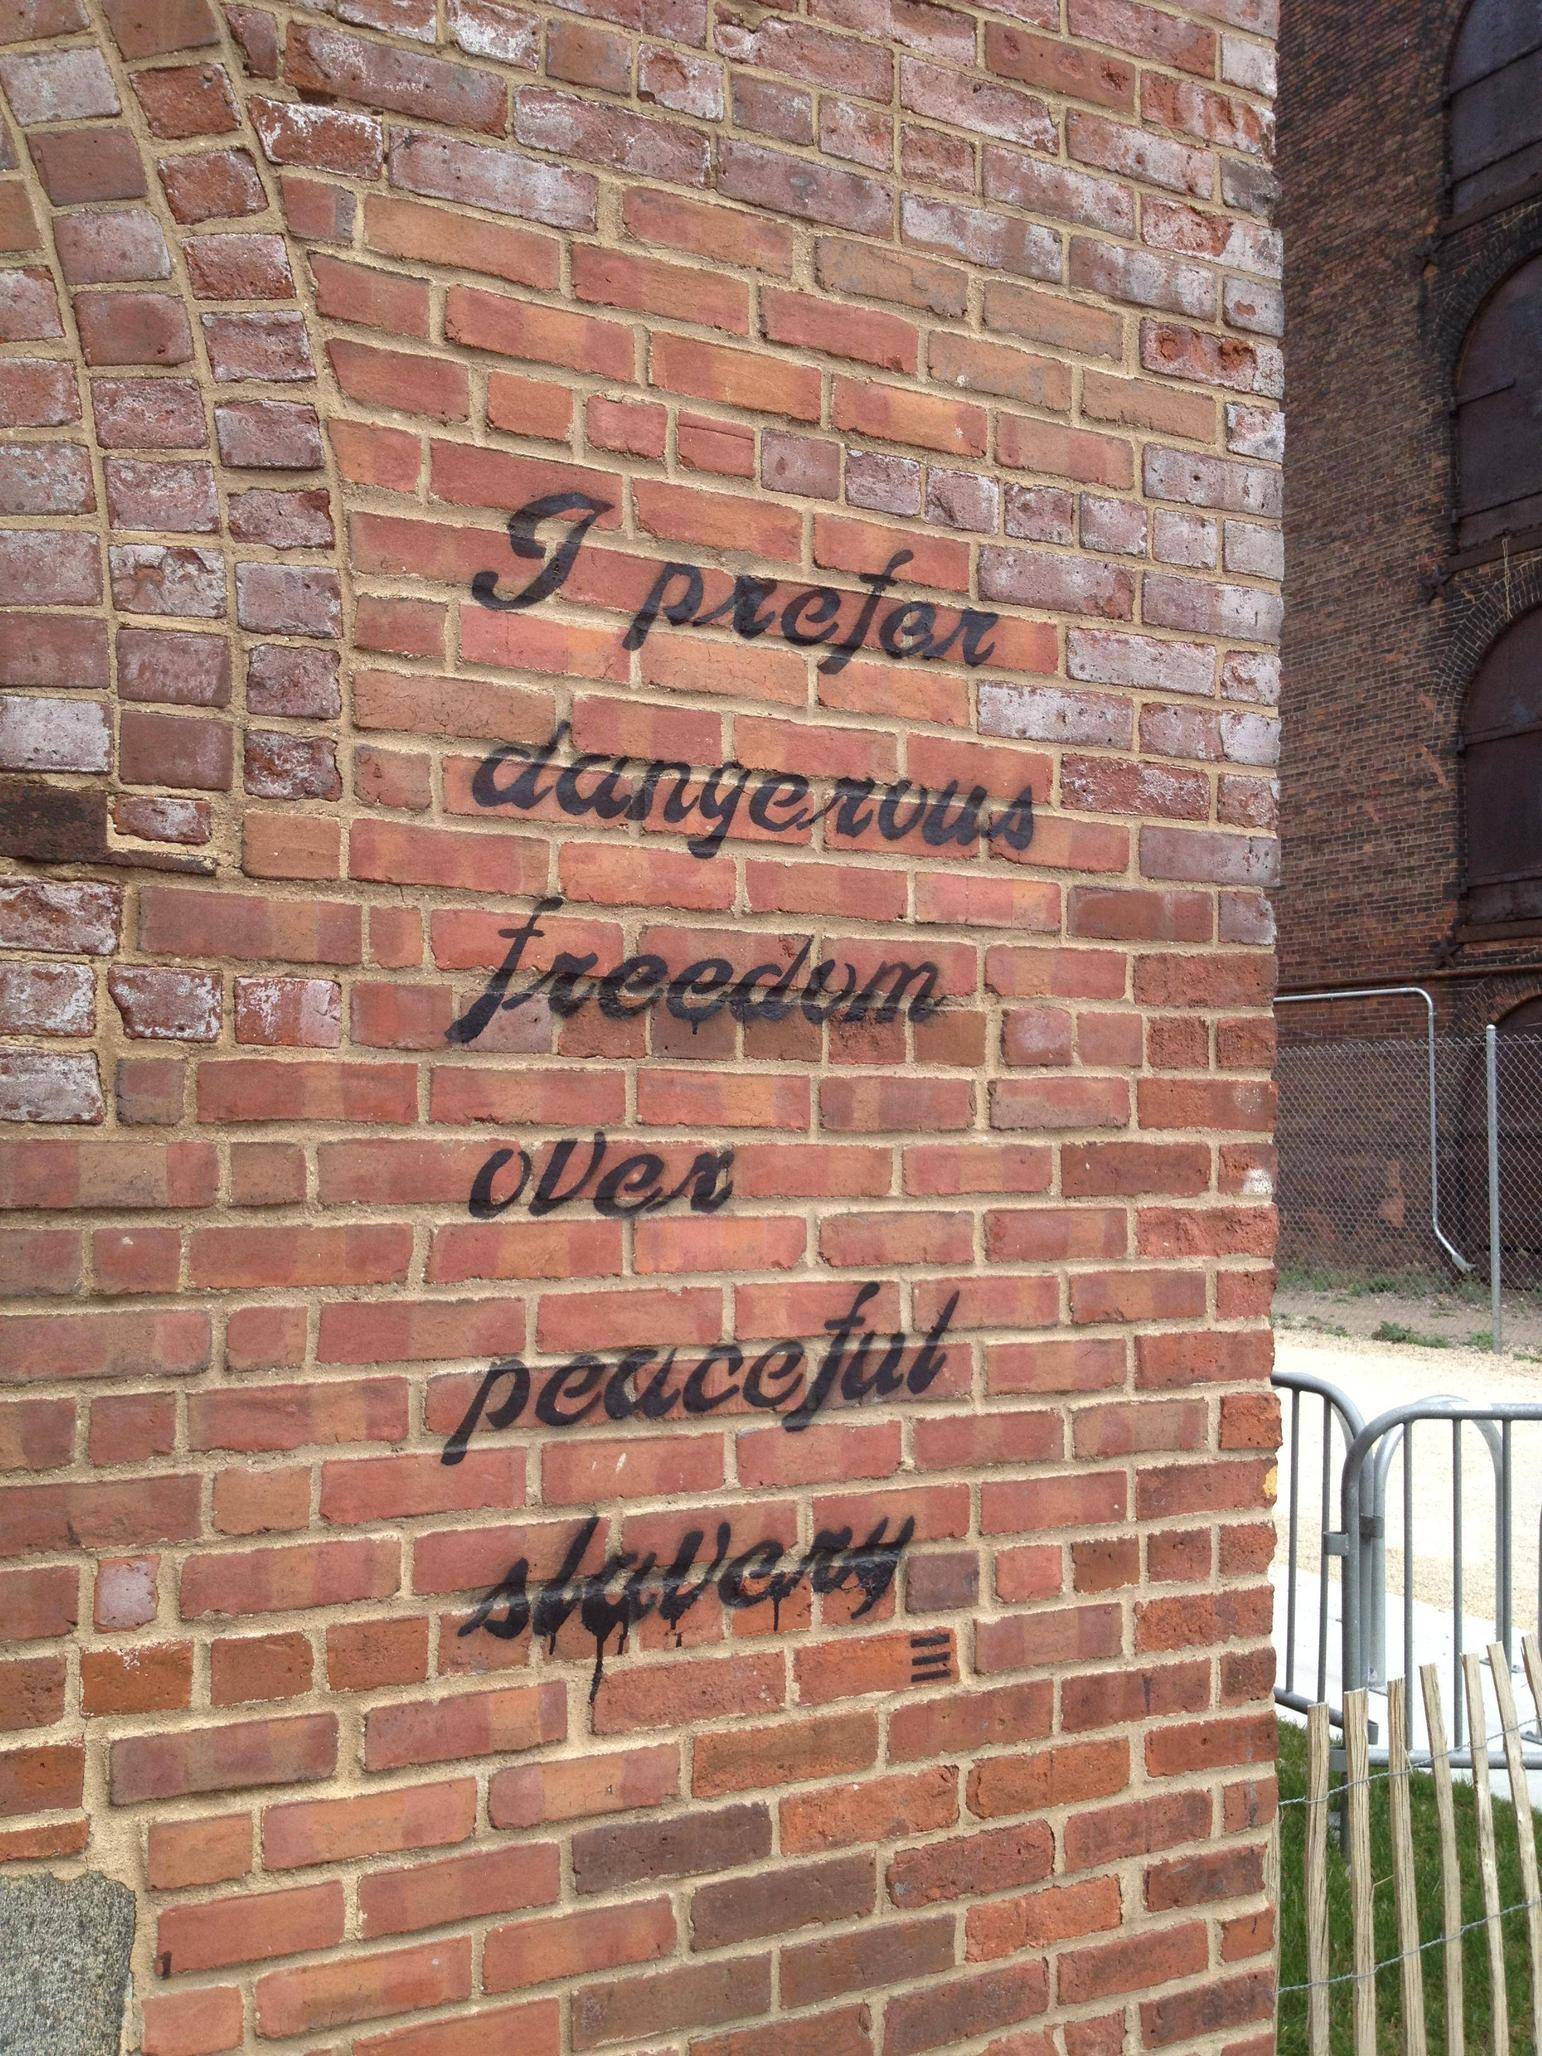 I prefer
dangerous
freedom
over
peaceful
slavery